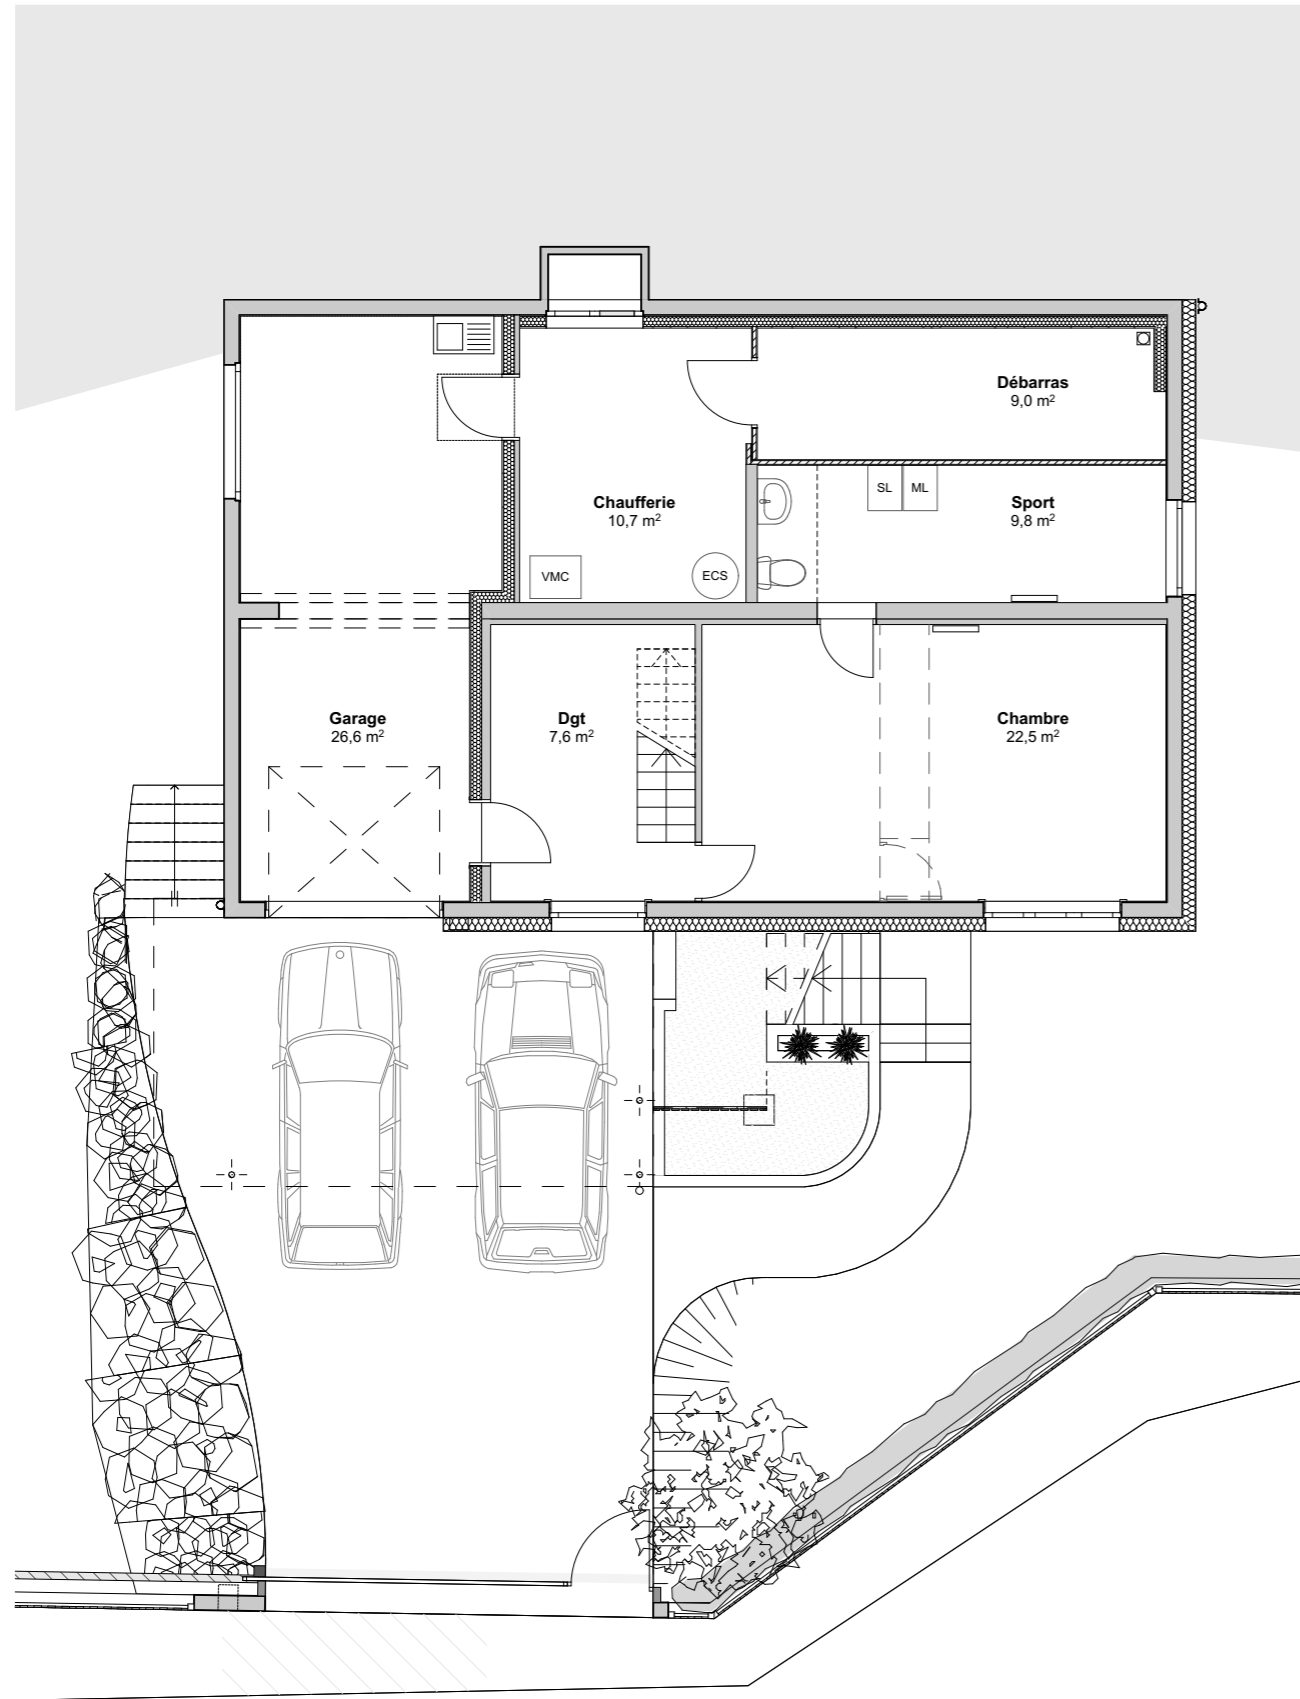 Débarras
9,0 m²
SL ML
Chaufferie
10,7 m²
Sport
9,8 m²
VMC
ECS
Garage
26,6 m²
Dgt
7,6 m²
Chambre
22,5 m²